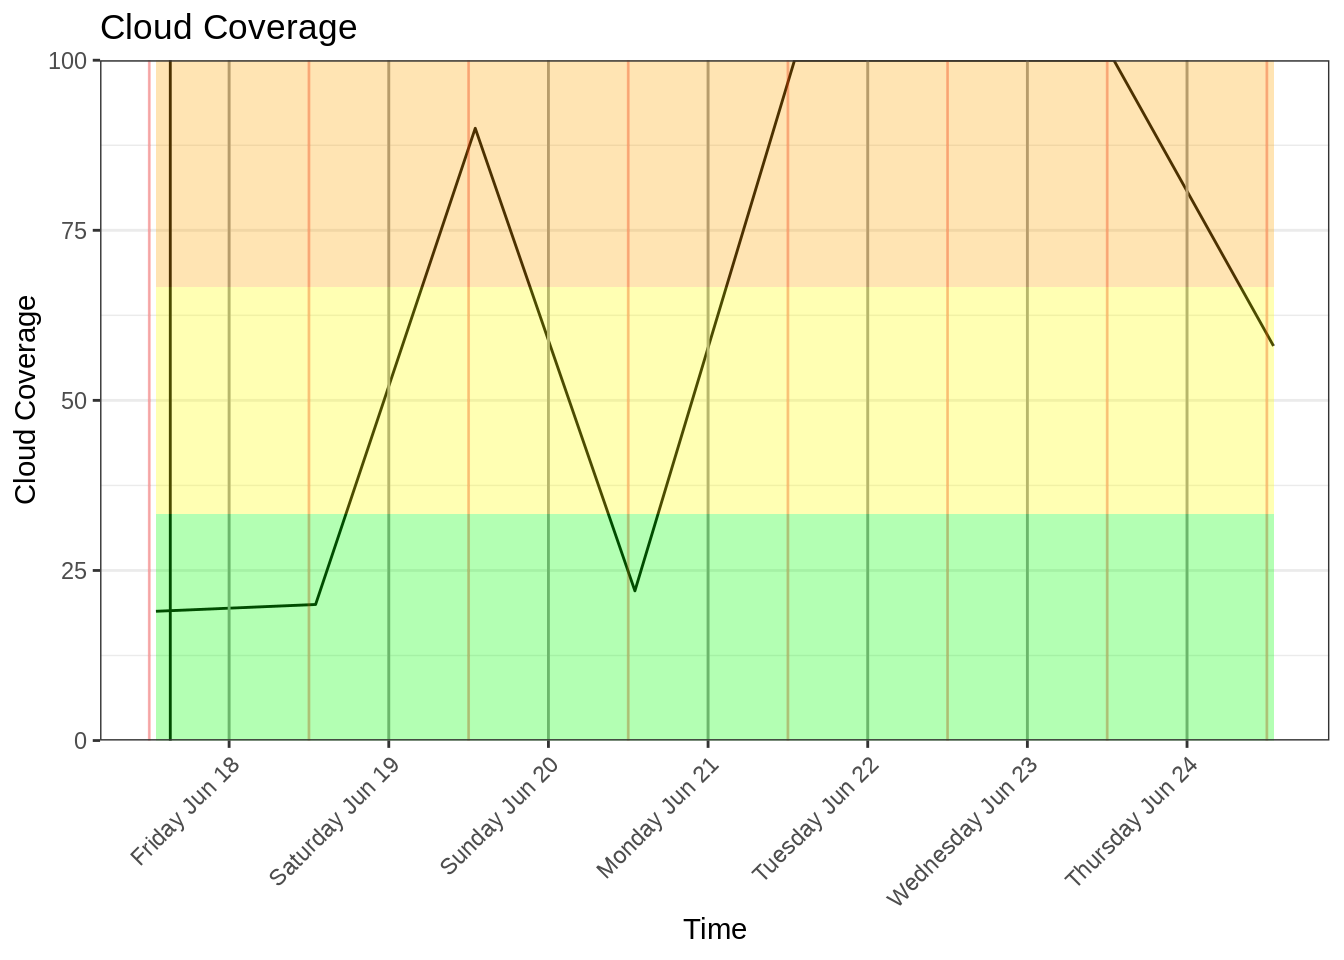 Cloud Coverage
100
75
50
25
0
Cloud Coverage
Friday Jun 18
Saturday Jun 19
Sunday Jun 20
Monday Jun 21
Tuesday Jun 22
Wednesday Jun 23
Thursday Jun 24
Time